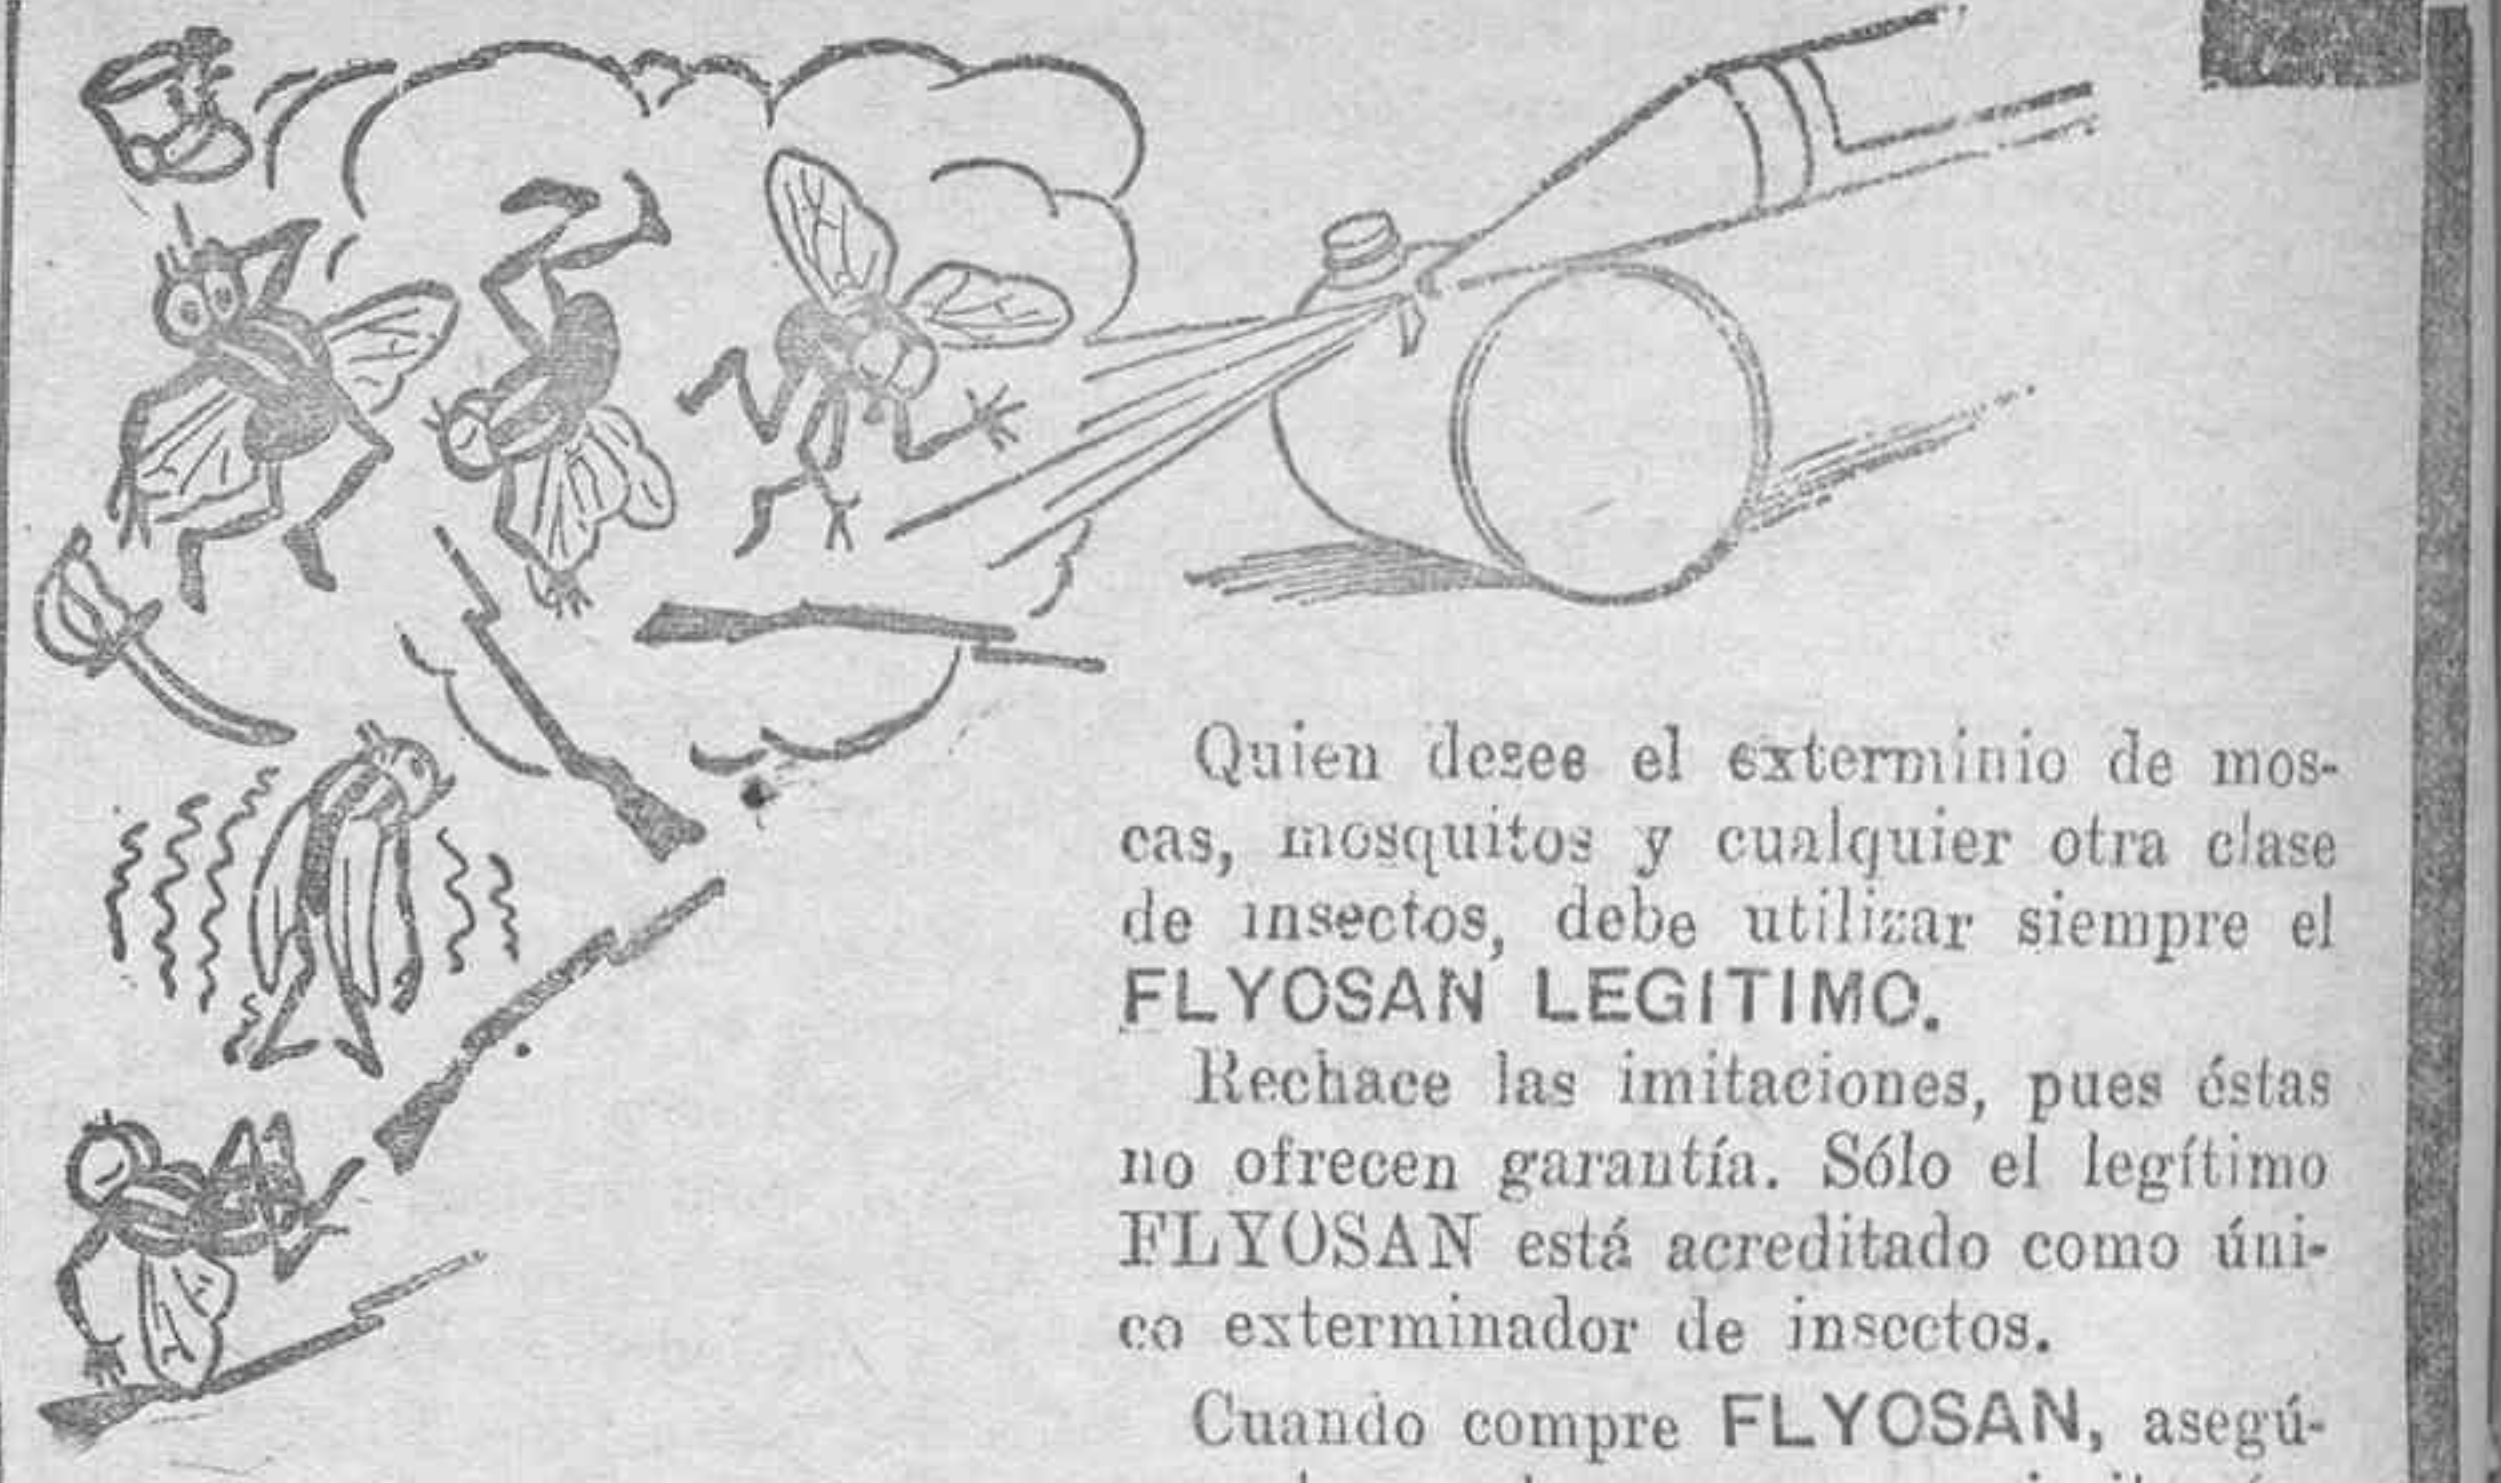 Quien desee el exterminio de mos-
cas, mosquitos y cualquier otra clase
de insectos, debe utilizar siempre el
FLYOSAN LEGITIMO.
Rechace las imitaciones, pues éstas
no ofrecen garantía. Sólo el legítimo
FLYOSAN está acreditado como úni-
co exterminador de insectos.
Cuando compre FLYOSAN, asegú-